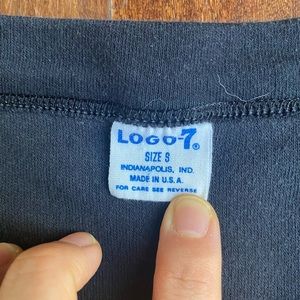 LOGO-7®
SIZE S
INDIANAPOLIS, IND.
MADE IN U.S.A.
FOR CARE SEE REVERSE